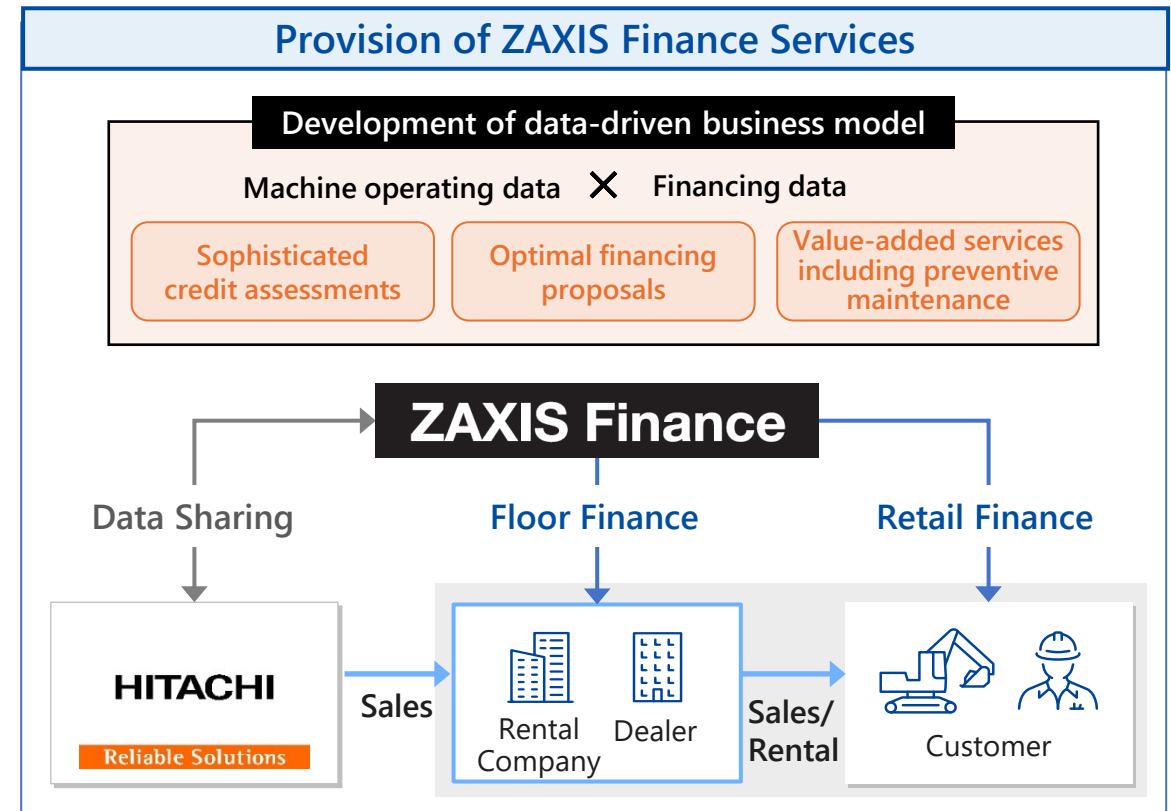 Provision of ZAXIS Finance Services
Development of data-driven business model
Machine operating data × Financing data
Sophisticated
credit assessments
Optimal financing
proposals
Value-added services
including preventive
maintenance
ZAXIS Finance
Data Sharing
Floor Finance
Retail Finance
HITACHI
Reliable Solutions
Sales
Rental
Company
Dealer
Sales/
Rental
Customer